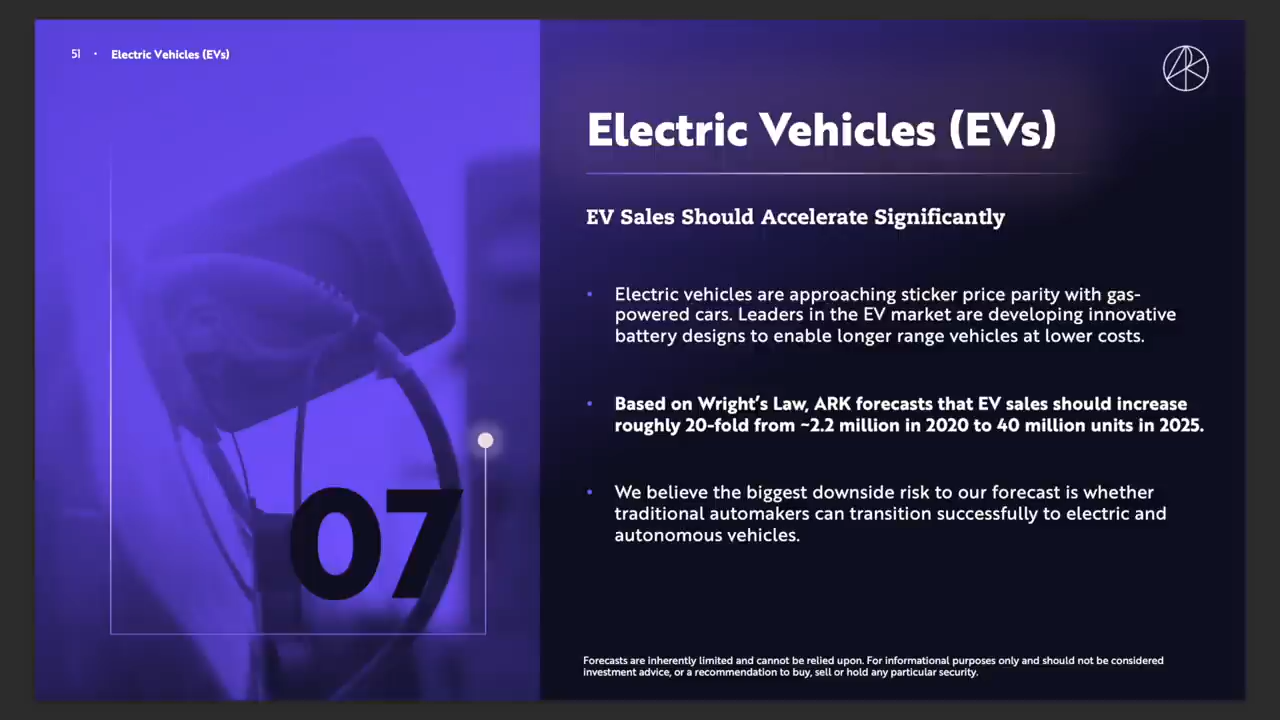 51 • Electric Vehicles (EVs)
ARK
Electric Vehicles (EVs)
EV Sales Should Accelerate Significantly
• Electric vehicles are approaching sticker price parity with gas-
powered cars. Leaders in the EV market are developing innovative
battery designs to enable longer range vehicles at lower costs.
• Based on Wright's Law, ARK forecasts that EV sales should increase
roughly 20-fold from ~2.2 million in 2020 to 40 million units in 2025.
• We believe the biggest downside risk to our forecast is whether
traditional automakers can transition successfully to electric and
autonomous vehicles.
07
Forecasts are inherently limited and cannot be relied upon. For informational purposes only and should not be considered
investment advice, or a recommendation to buy, sell or hold any particular security.